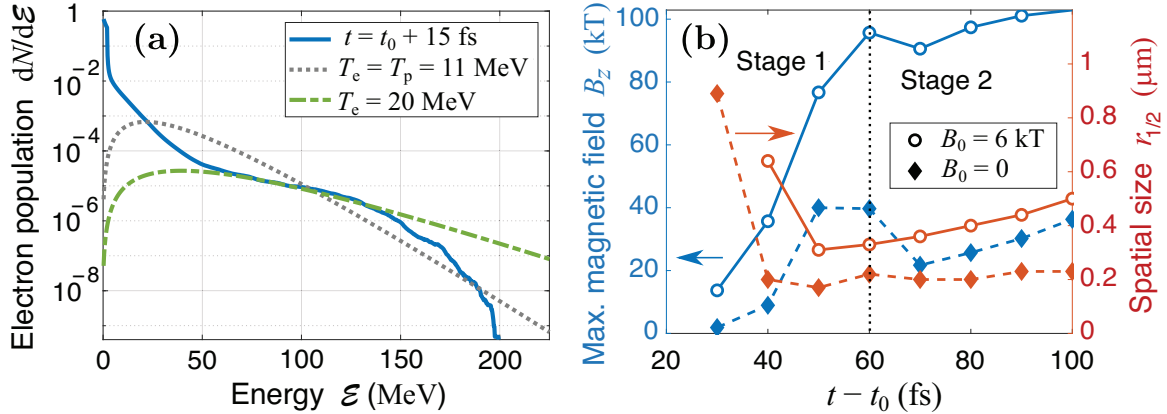 (a)
t = t₀ + 15 fs
Tₑ = Tₚ = 11 MeV
Tₑ = 20 MeV
Electron population dN/dℰ
1
10⁻²
10⁻⁴
10⁻⁶
10⁻⁸
0 50 100 150 200
Energy ℰ (MeV)
(b)
Stage 1
Stage 2
B₀ = 6 kT
B₀ = 0
Max. magnetic field B_z (kT)
100
80
60
40
20
0
Spatial size r₁/₂ (μm)
1
0.8
0.6
0.4
0.2
0
20 40 60 80 100
t − t₀ (fs)